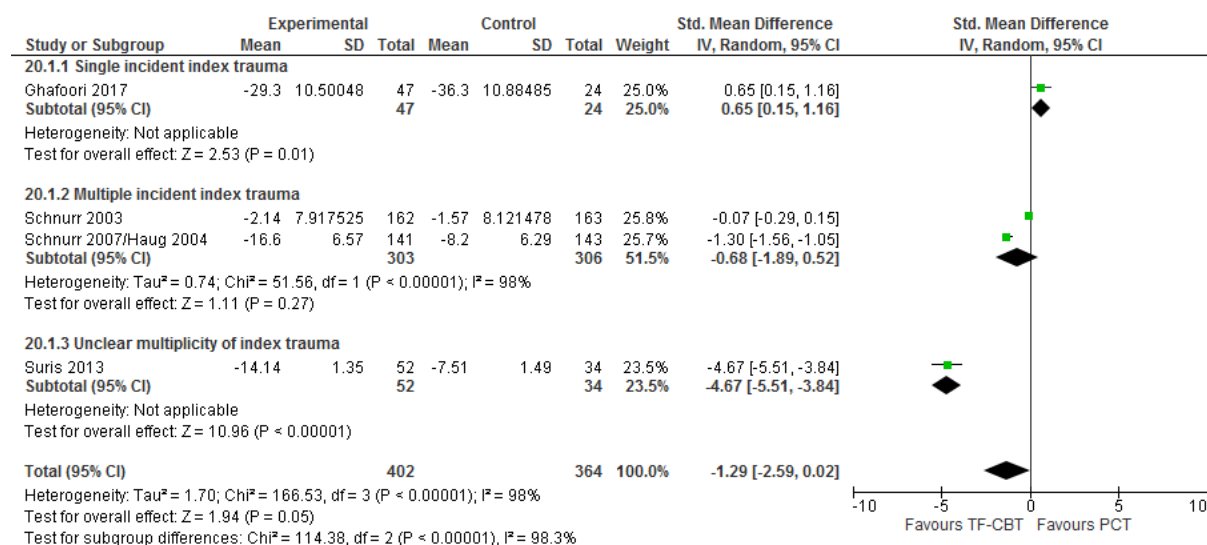 Experimental Control Std. Mean Difference Std. Mean Difference
Study or Subgroup Mean SD Total Mean SD Total Weight IV, Random, 95% CI IV, Random, 95% CI
20.1.1 Single incident index trauma
Ghafoori 2017 -29.3 10.50048 47 -36.3 10.88485 24 25.0% 0.65 [0.15, 1.16]
Subtotal (95% CI) 47 24 25.0% 0.65 [0.15, 1.16]
Heterogeneity: Not applicable
Test for overall effect: Z = 2.53 (P = 0.01)
20.1.2 Multiple incident index trauma
Schnurr 2003 -2.14 7.917525 162 -1.57 8.121478 163 25.8% -0.07 [-0.29, 0.15]
Schnurr 2007/Haug 2004 -16.6 6.57 141 -8.2 6.29 143 25.7% -1.30 [-1.56, -1.05]
Subtotal (95% CI) 303 306 51.5% -0.68 [-1.89, 0.52]
Heterogeneity: Tau² = 0.74; Chi² = 51.56, df = 1 (P < 0.00001); I² = 98%
Test for overall effect: Z = 1.11 (P = 0.27)
20.1.3 Unclear multiplicity of index trauma
Suris 2013 -14.14 1.35 52 -7.51 1.49 34 23.5% -4.67 [-5.51, -3.84]
Subtotal (95% CI) 52 34 23.5% -4.67 [-5.51, -3.84]
Heterogeneity: Not applicable
Test for overall effect: Z = 10.96 (P < 0.00001)
Total (95% CI) 402 364 100.0% -1.29 [-2.59, 0.02]
Heterogeneity: Tau² = 1.70; Chi² = 166.53, df = 3 (P < 0.00001); I² = 98%
Test for overall effect: Z = 1.94 (P = 0.05)
Test for subgroup differences: Chi² = 114.38, df = 2 (P < 0.00001), I² = 98.3%
-10 -5 0 5 10
Favours TF-CBT Favours PCT